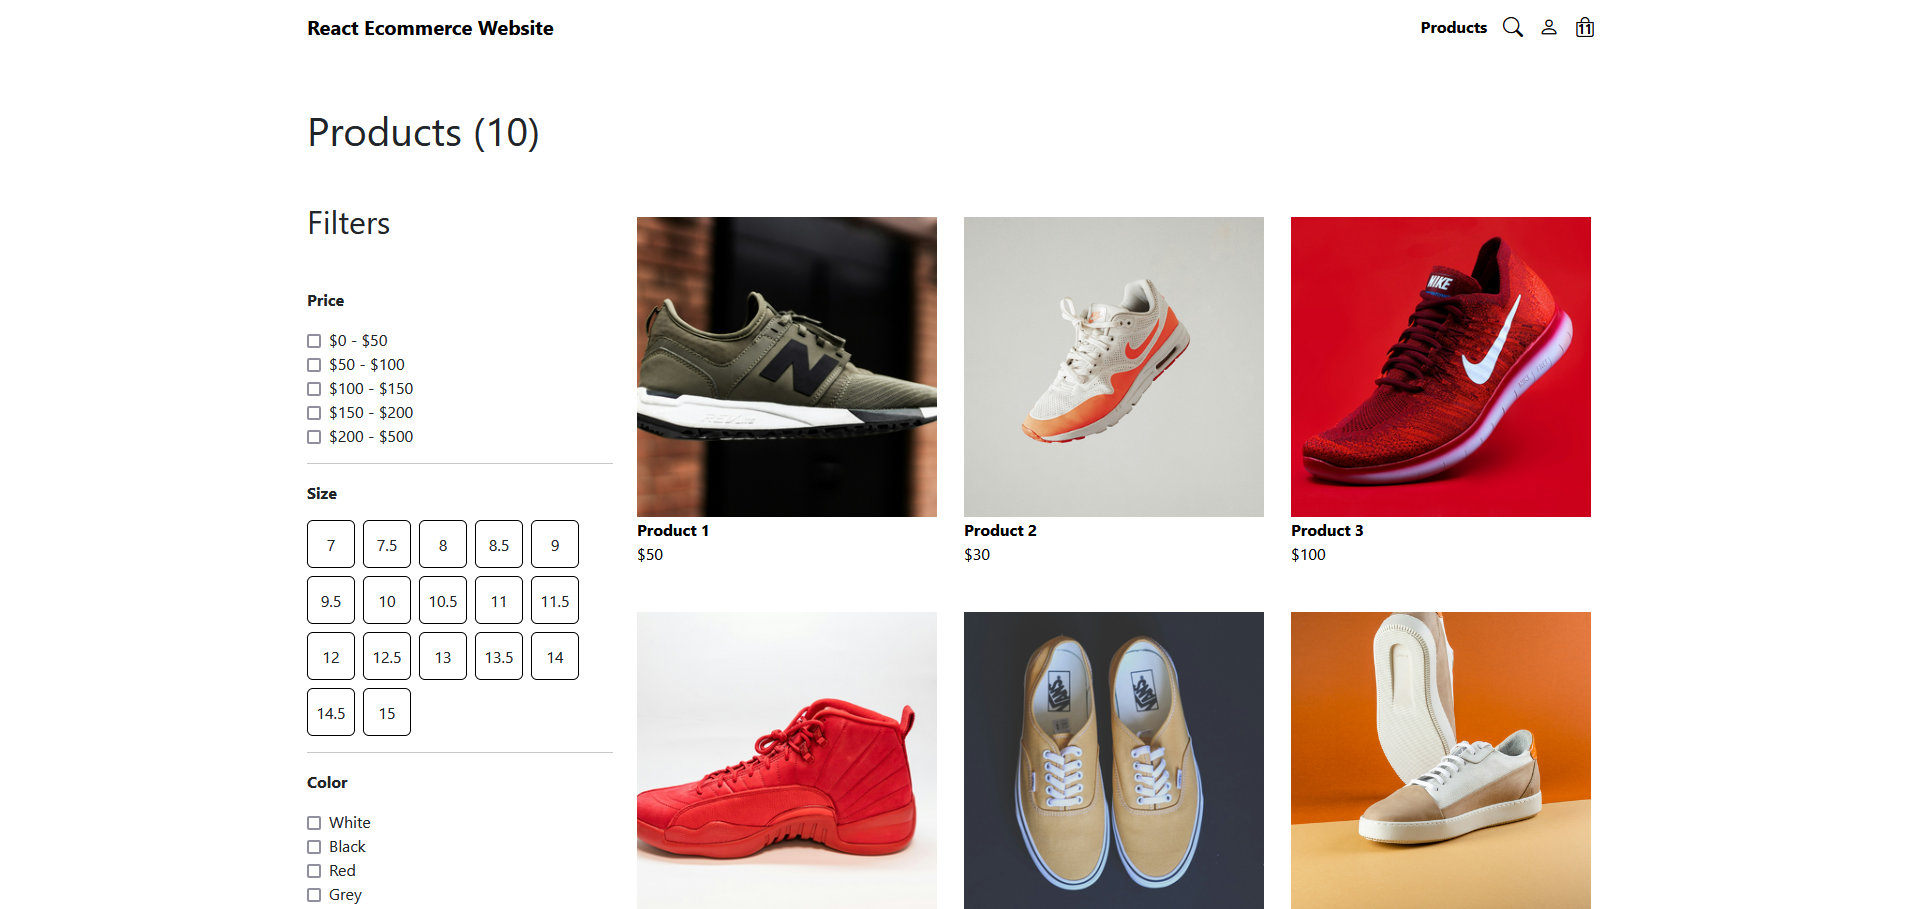 React Ecommerce Website
Products
11
Products (10)
Filters
Price
$0 - $50
$50 - $100
$100 - $150
$150 - $200
$200 - $500
Size
7 7.5 8 8.5 9
9.5 10 10.5 11 11.5
12 12.5 13 13.5 14
14.5 15
Color
White
Black
Red
Grey
N
NIKE
Product 1
$50
Product 2
$30
Product 3
$100
VANS
VANS